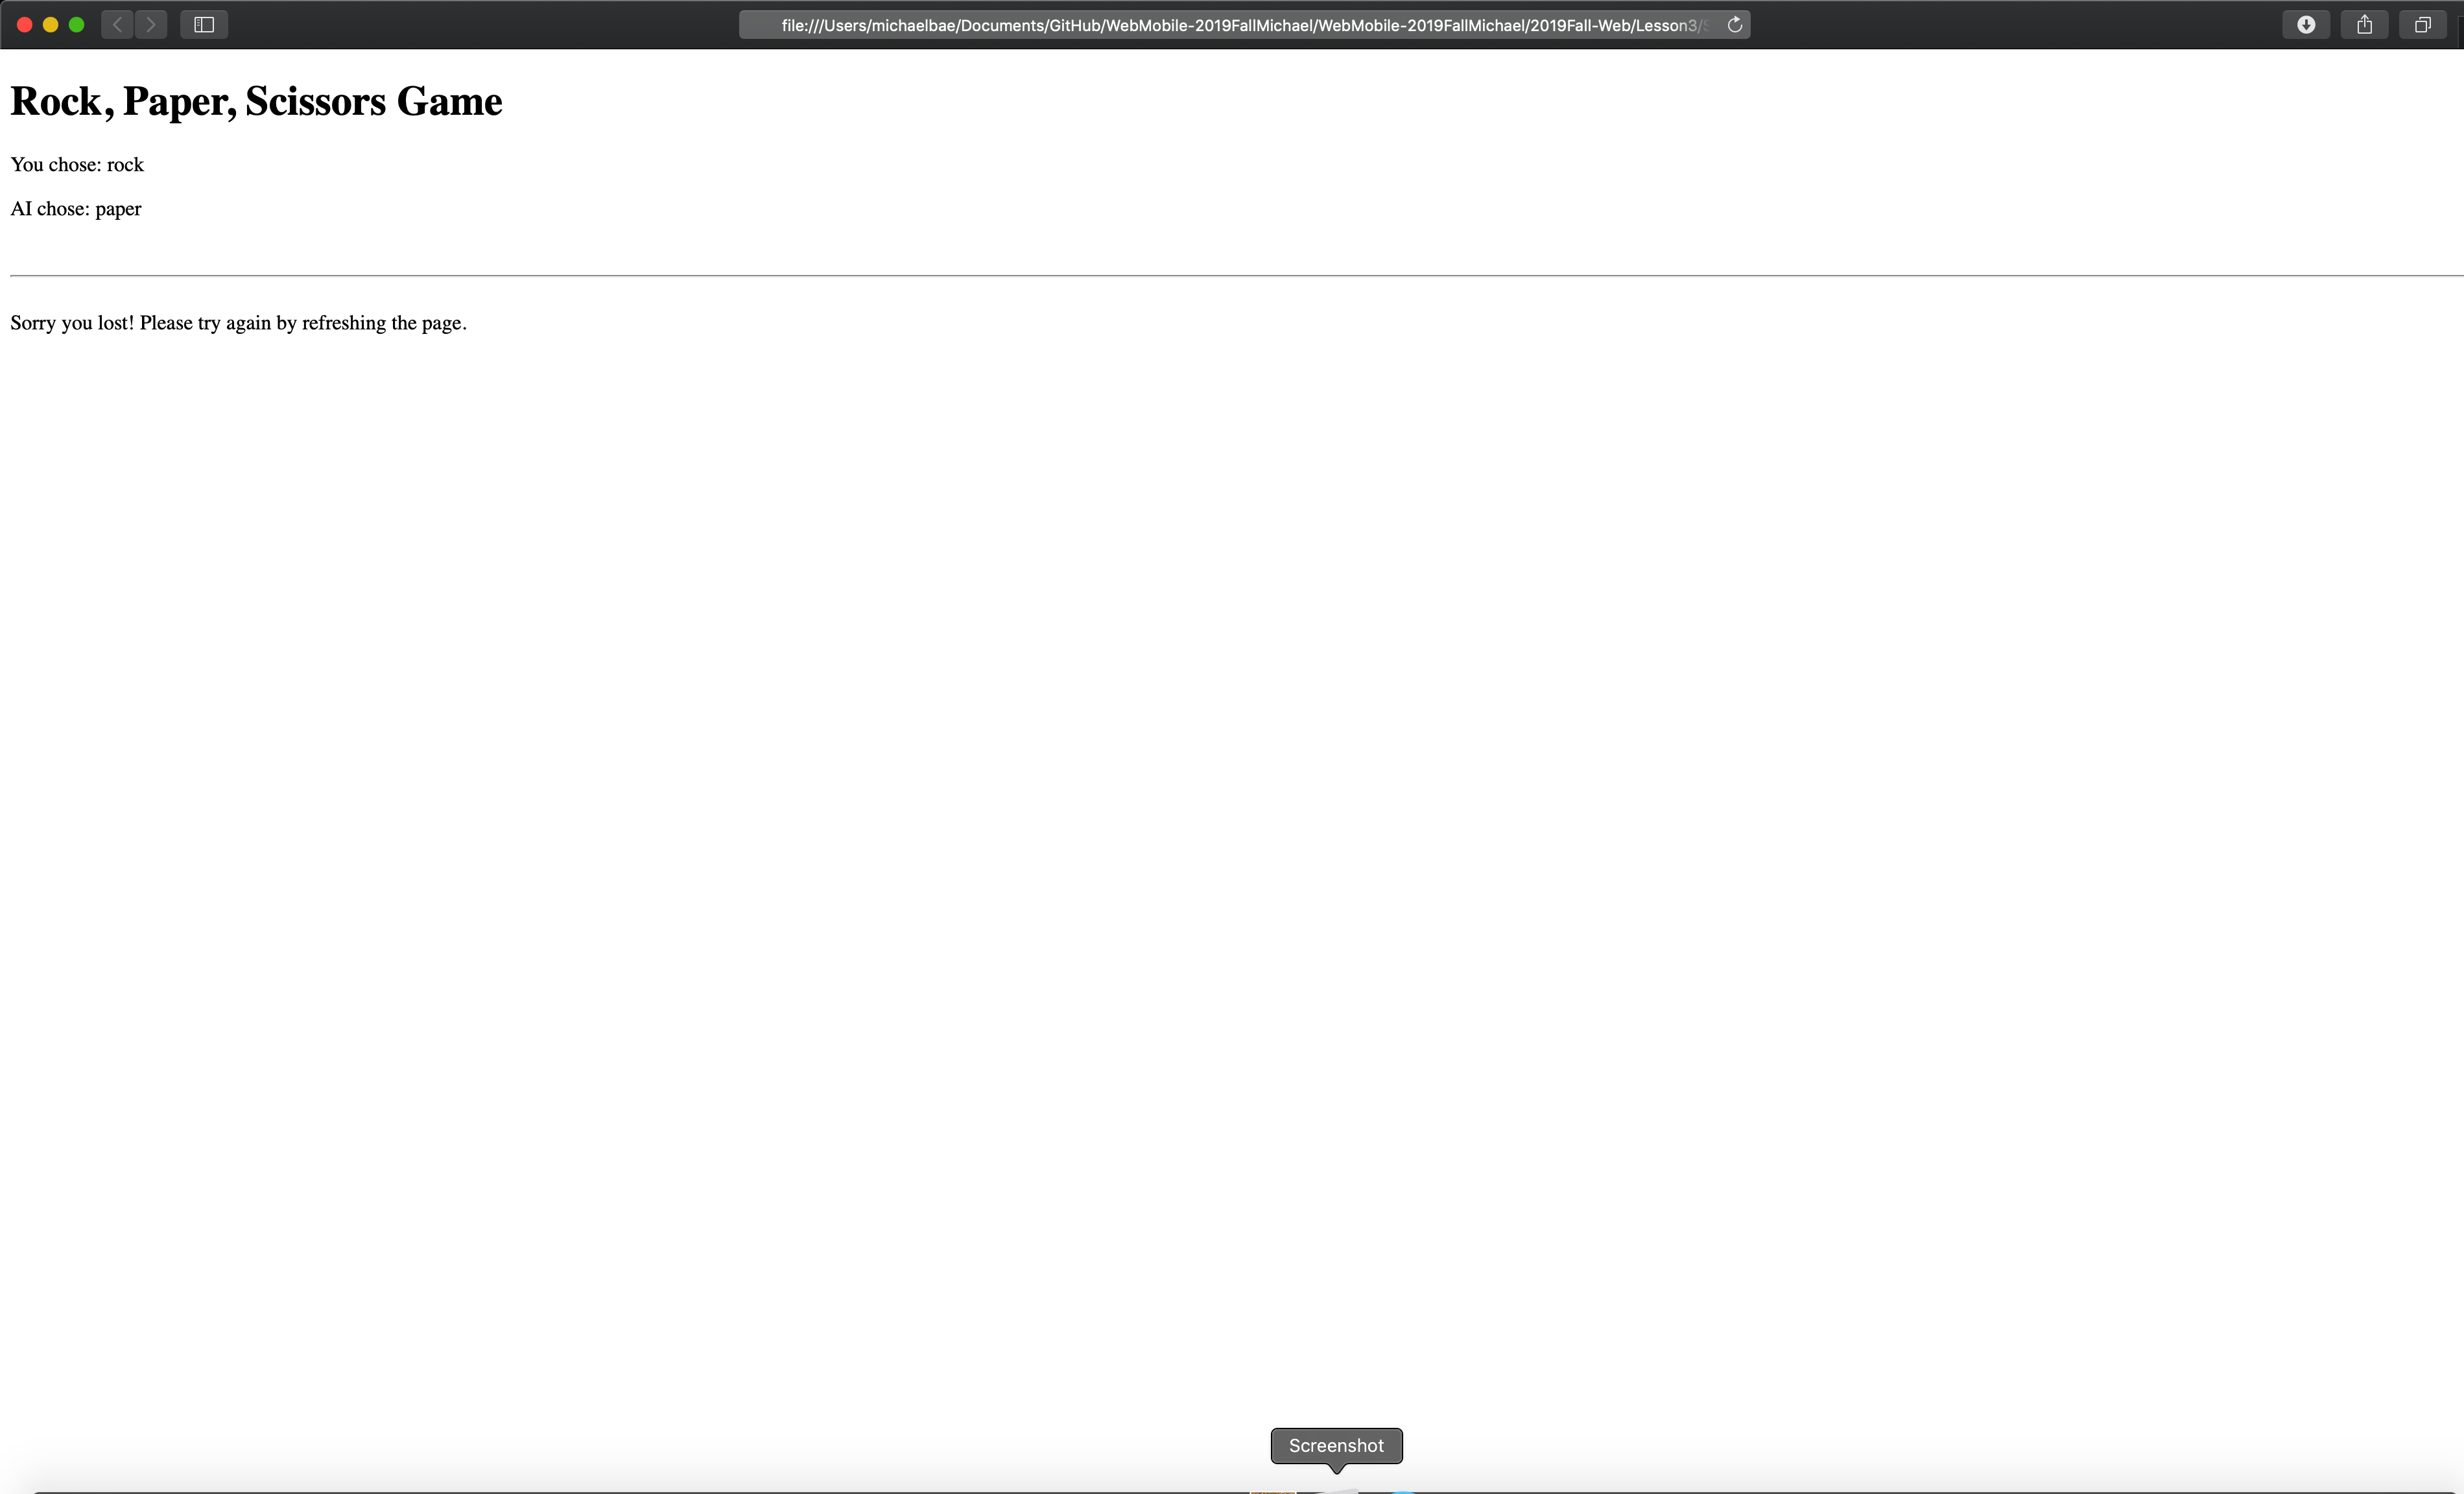 file:///Users/michaelbae/Documents/GitHub/WebMobile-2019FallMichael/WebMobile-2019FallMichael/2019Fall-Web/Lesson3/
Rock, Paper, Scissors Game
You chose: rock
AI chose: paper
Sorry you lost! Please try again by refreshing the page.
Screenshot